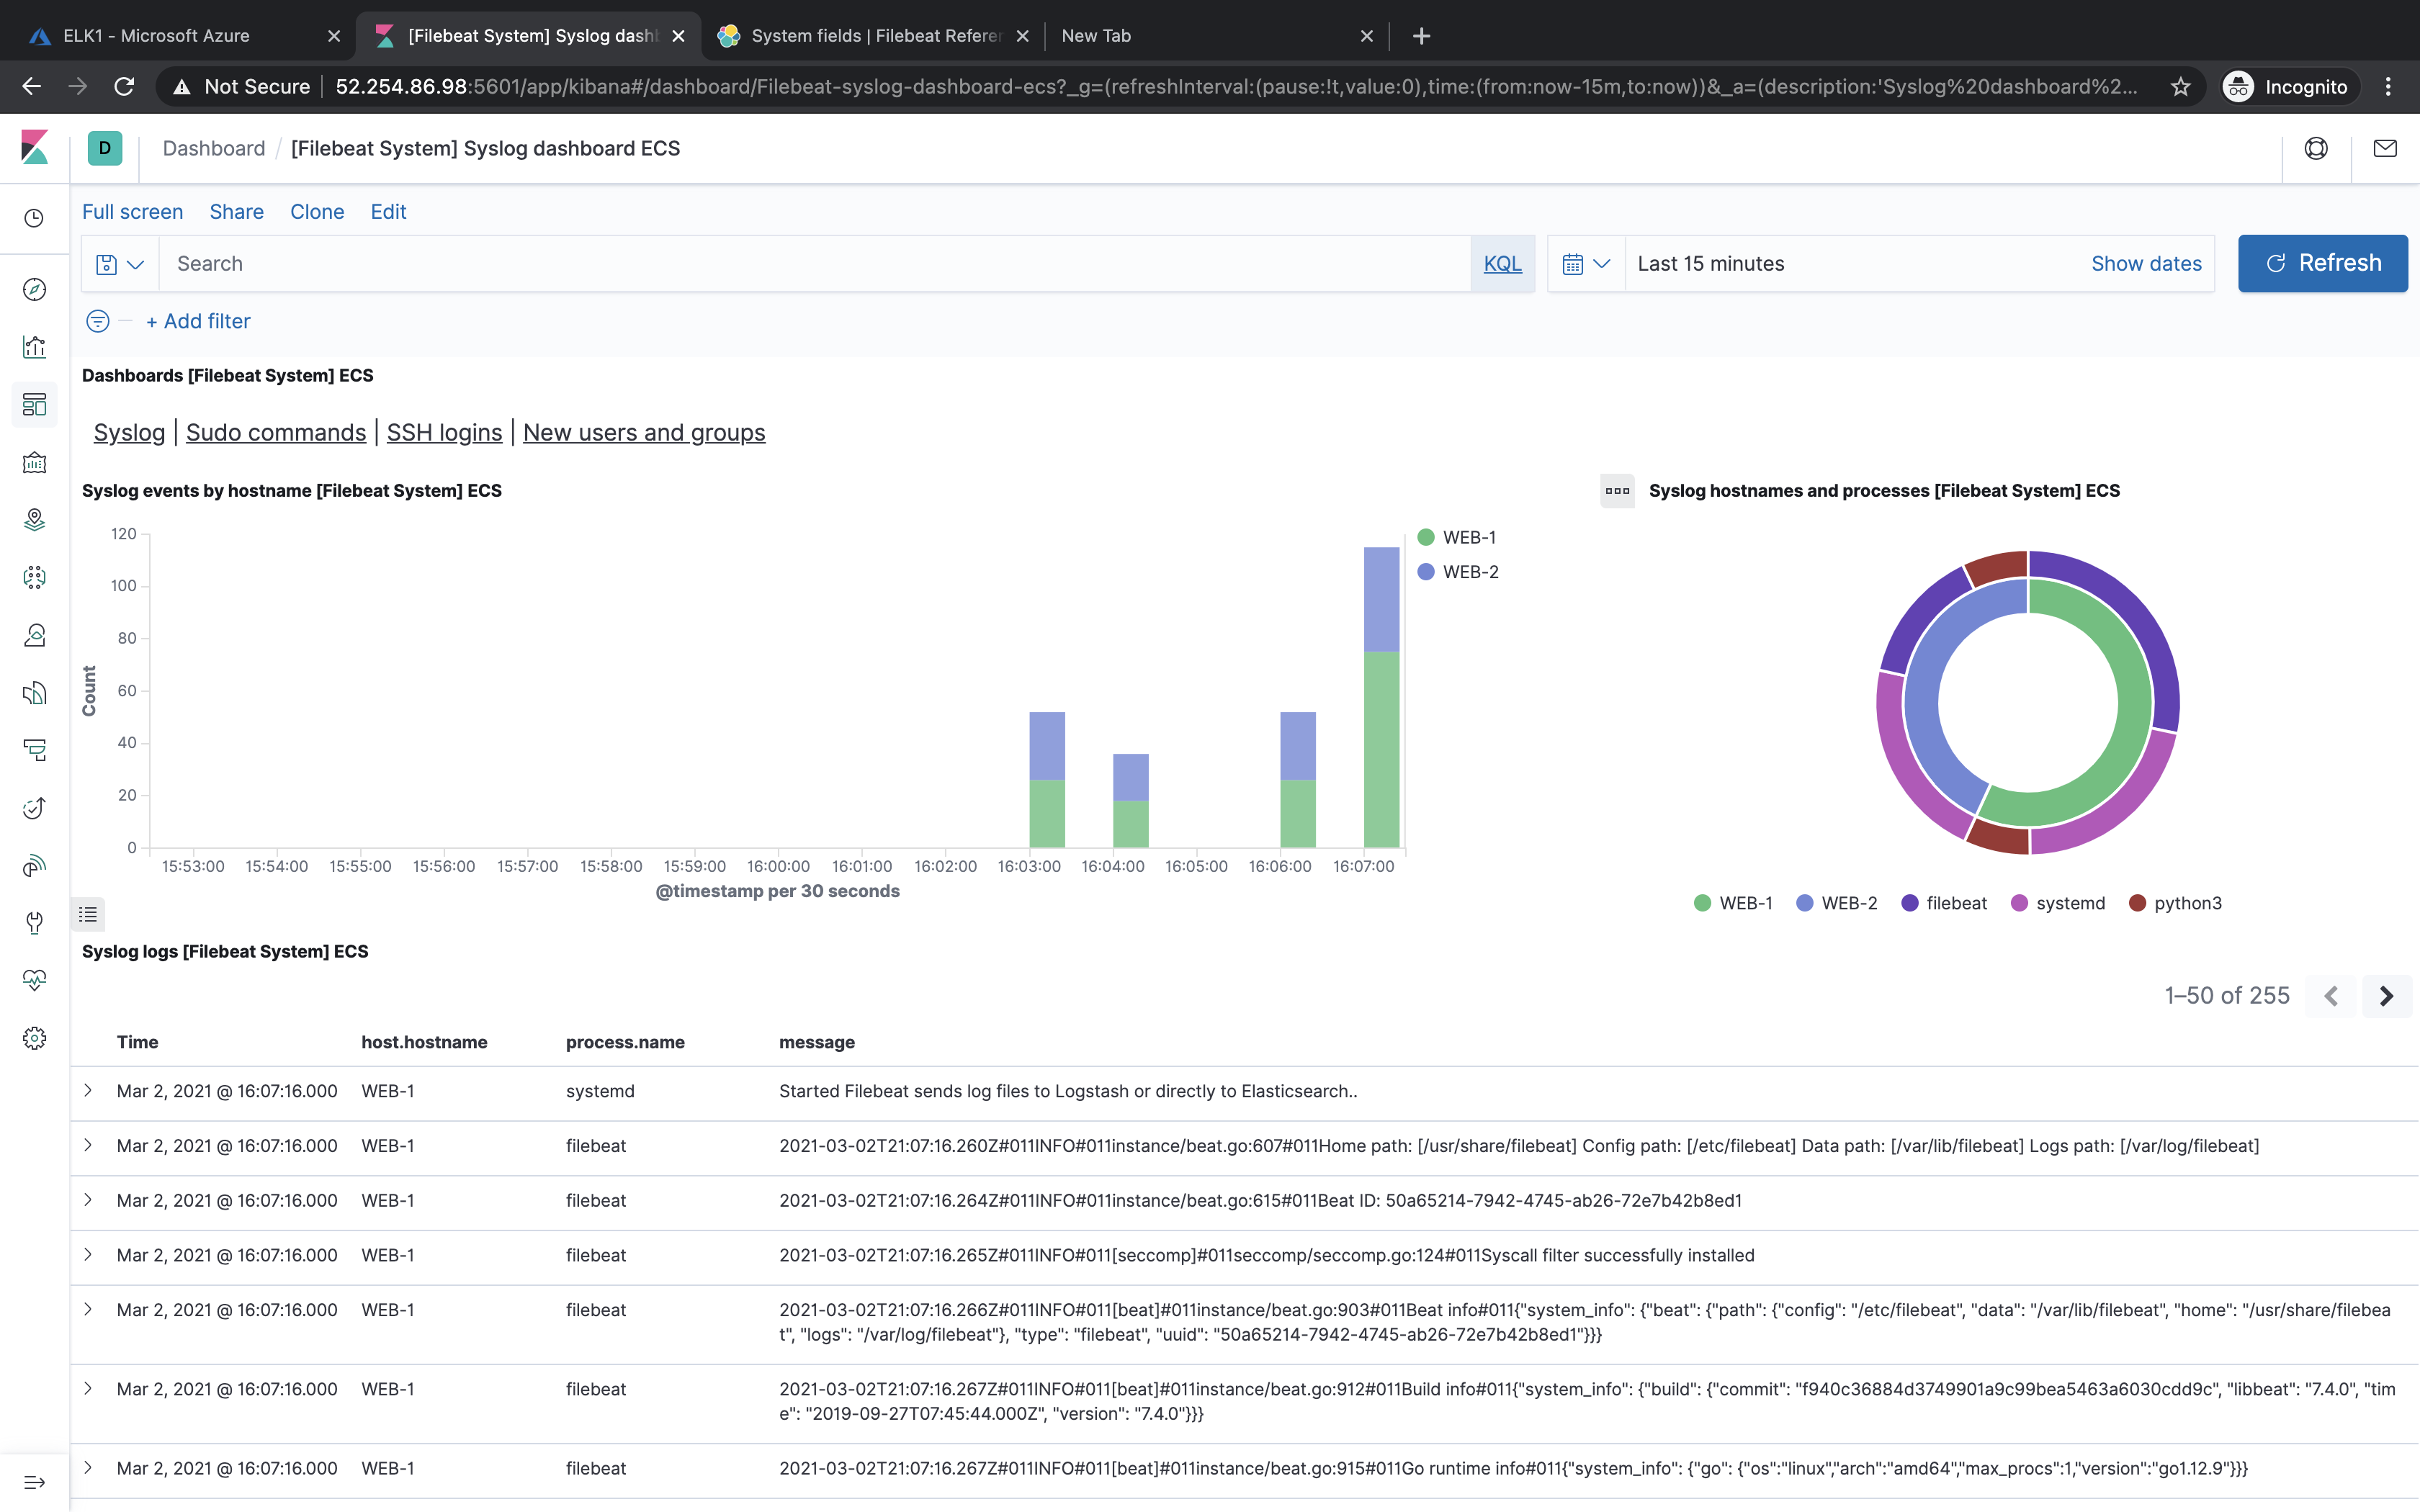 ELK1 - Microsoft Azure
[Filebeat System] Syslog dash
System fields | Filebeat Referen
New Tab
Not Secure
52.254.86.98:5601/app/kibana#/dashboard/Filebeat-syslog-dashboard-ecs?_g=(refreshInterval:(pause:!t,value:0),time:(from:now-15m,to:now))&_a=(description:'Syslog%20dashboard%2...
Incognito
D
Dashboard / [Filebeat System] Syslog dashboard ECS
Full screen Share Clone Edit
Search
KQL
Last 15 minutes
Show dates
Refresh
+ Add filter
Dashboards [Filebeat System] ECS
Syslog | Sudo commands | SSH logins | New users and groups
Syslog events by hostname [Filebeat System] ECS
120
100
80
60
40
20
0
Count
15:53:00 15:54:00 15:55:00 15:56:00 15:57:00 15:58:00 15:59:00 16:00:00 16:01:00 16:02:00 16:03:00 16:04:00 16:05:00 16:06:00 16:07:00
@timestamp per 30 seconds
WEB-1
WEB-2
Syslog hostnames and processes [Filebeat System] ECS
WEB-1 WEB-2 filebeat systemd python3
Syslog logs [Filebeat System] ECS
1–50 of 255
Time host.hostname process.name message
Mar 2, 2021 @ 16:07:16.000 WEB-1 systemd Started Filebeat sends log files to Logstash or directly to Elasticsearch..
Mar 2, 2021 @ 16:07:16.000 WEB-1 filebeat 2021-03-02T21:07:16.260Z#011INFO#011instance/beat.go:607#011Home path: [/usr/share/filebeat] Config path: [/etc/filebeat] Data path: [/var/lib/filebeat] Logs path: [/var/log/filebeat]
Mar 2, 2021 @ 16:07:16.000 WEB-1 filebeat 2021-03-02T21:07:16.264Z#011INFO#011instance/beat.go:615#011Beat ID: 50a65214-7942-4745-ab26-72e7b42b8ed1
Mar 2, 2021 @ 16:07:16.000 WEB-1 filebeat 2021-03-02T21:07:16.265Z#011INFO#011[seccomp]#011seccomp/seccomp.go:124#011Syscall filter successfully installed
Mar 2, 2021 @ 16:07:16.000 WEB-1 filebeat 2021-03-02T21:07:16.266Z#011INFO#011[beat]#011instance/beat.go:903#011Beat info#011{"system_info": {"beat": {"path": {"config": "/etc/filebeat", "data": "/var/lib/filebeat", "home": "/usr/share/filebea
t", "logs": "/var/log/filebeat"}, "type": "filebeat", "uuid": "50a65214-7942-4745-ab26-72e7b42b8ed1"}}}
Mar 2, 2021 @ 16:07:16.000 WEB-1 filebeat 2021-03-02T21:07:16.267Z#011INFO#011[beat]#011instance/beat.go:912#011Build info#011{"system_info": {"build": {"commit": "f940c36884d3749901a9c99bea5463a6030cdd9c", "libbeat": "7.4.0", "tim
e": "2019-09-27T07:45:44.000Z", "version": "7.4.0"}}}
Mar 2, 2021 @ 16:07:16.000 WEB-1 filebeat 2021-03-02T21:07:16.267Z#011INFO#011[beat]#011instance/beat.go:915#011Go runtime info#011{"system_info": {"go": {"os":"linux","arch":"amd64","max_procs":1,"version":"go1.12.9"}}}